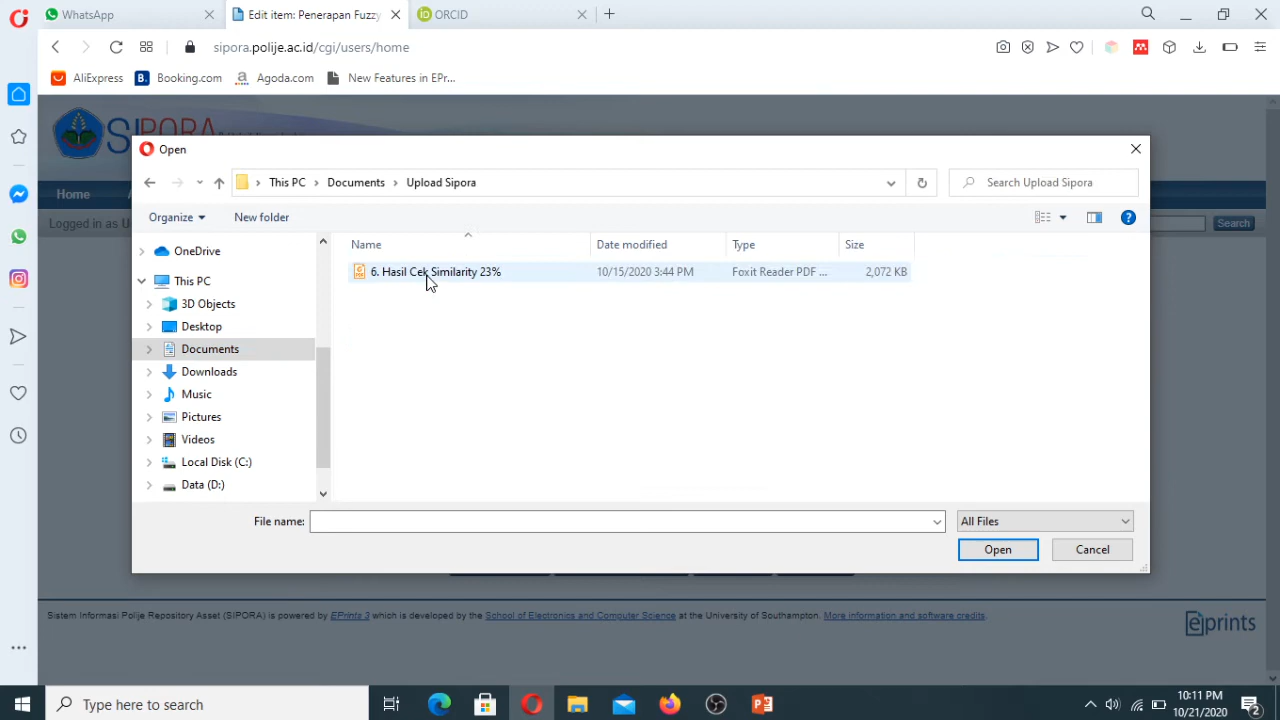 WhatsApp
Edit item: Penerapan Fuzzy
ORCID
sipora.polije.ac.id/cgi/users/home
AliExpress
Booking.com
Agoda.com
New Features in EPr...
SIPORA
Home
Logged in as
Search
Open
This PC > Documents > Upload Sipora
Search Upload Sipora
Organize
New folder
Name
Date modified
Type
Size
6. Hasil Cek Similarity 23%
10/15/2020 3:44 PM
Foxit Reader PDF ...
2,072 KB
OneDrive
This PC
3D Objects
Desktop
Documents
Downloads
Music
Pictures
Videos
Local Disk (C:)
Data (D:)
File name:
All Files
Open
Cancel
Sistem Informasi Polije Repository Asset (SIPORA) is powered by EPrints 3 which is developed by the School of Electronics and Computer Science at the University of Southampton. More information and software credits.
eprints
Type here to search
10:11 PM
10/21/2020
2